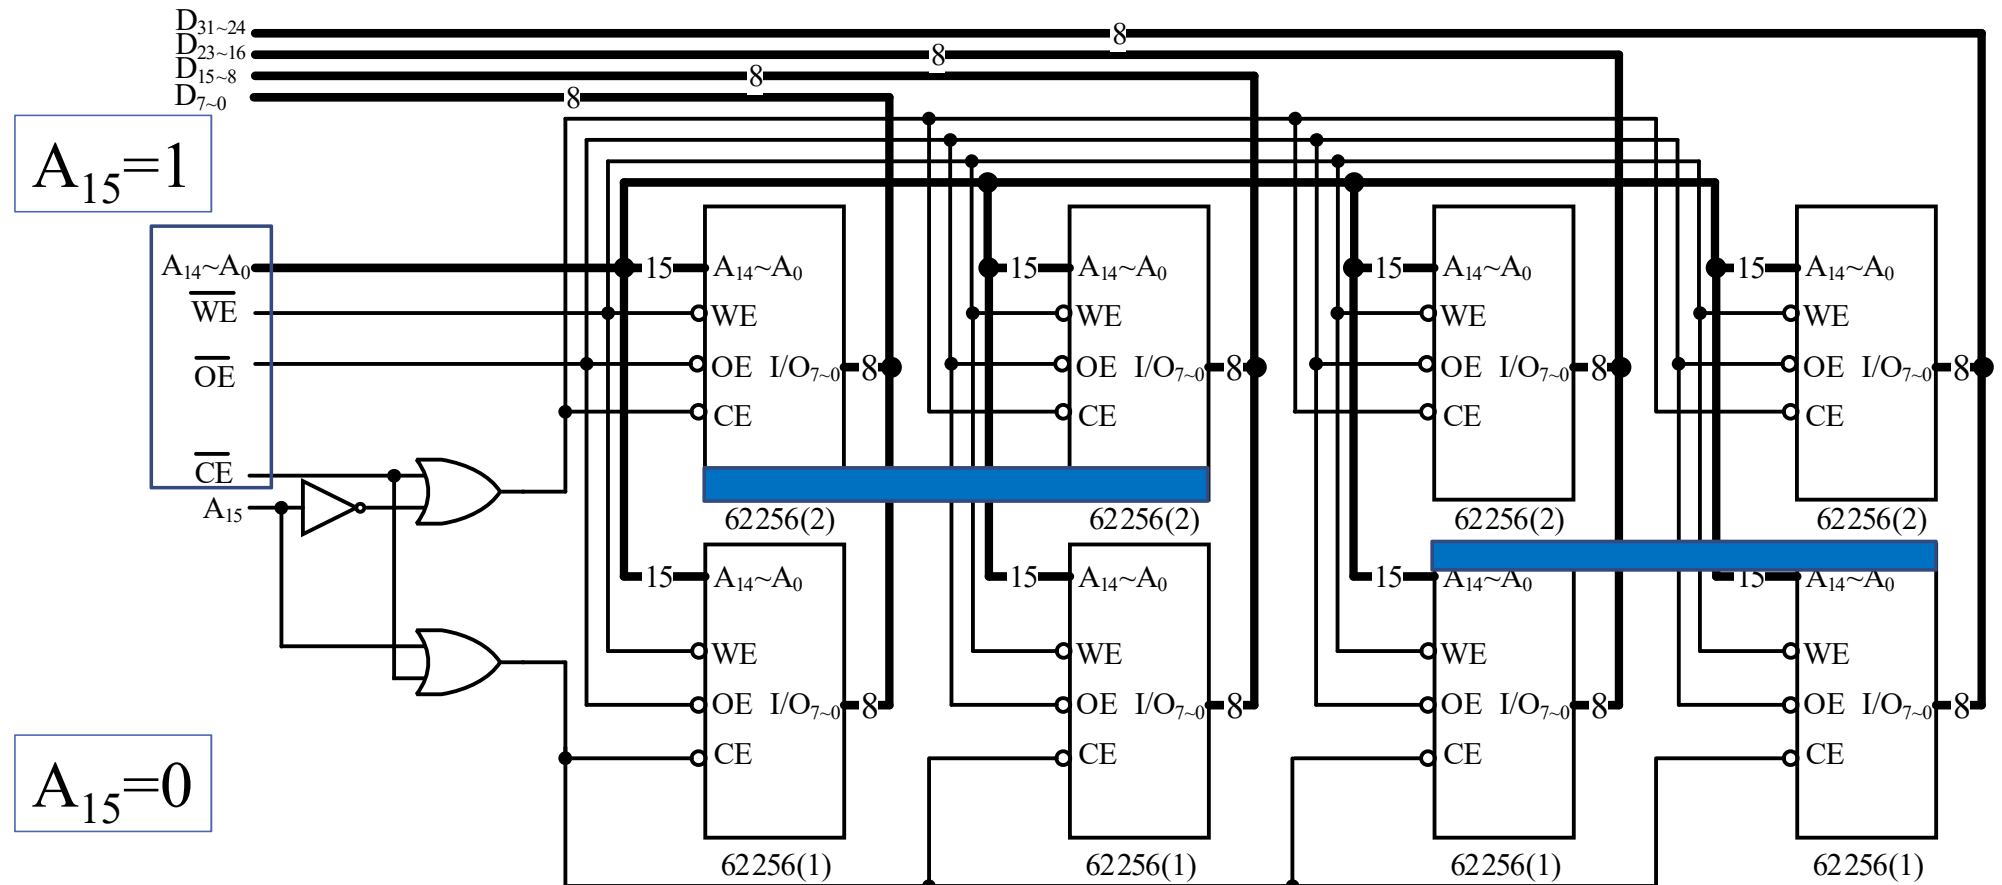 D31~24
8
D23~16
8
D15~8
8
D7~0
8
A15=1
A14~A0 15 A14~A0 15 A14~A0 15 A14~A0 15 A14~A0
W̅E̅ WE WE WE WE
O̅E̅ OE I/O7~0 8 OE I/O7~0 8 OE I/O7~0 8 OE I/O7~0 8
CE CE CE CE
C̅E̅
A15
62256(2) 62256(2) 62256(2) 62256(2)
15 A14~A0 15 A14~A0 15 A14~A0 15 A14~A0
WE WE WE WE
OE I/O7~0 8 OE I/O7~0 8 OE I/O7~0 8 OE I/O7~0 8
CE CE CE CE
A15=0
62256(1) 62256(1) 62256(1) 62256(1)